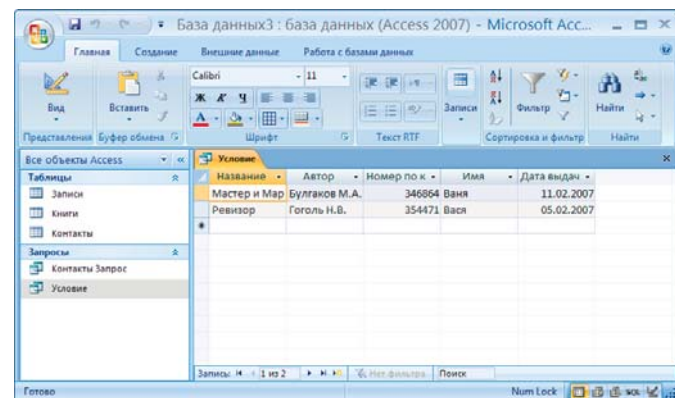 База данных3 : база данных (Access 2007) - Microsoft Acc...
Главная Создание Внешние данные Работа с базами данных
Calibri 11
Ж К Ч
Вид Вставить Записи Фильтр Найти
Представления Буфер обмена Шрифт Текст RTF Сортировка и фильтр Найти
Все объекты Access
Условие
Таблицы
Записи
Книги
Контакты
Запросы
Контакты Запрос
Условие
Название Автор Номер по к Имя Дата выдач
Мастер и Мар Булгаков М.А. 346864 Ваня 11.02.2007
Ревизор Гоголь Н.В. 354471 Вася 05.02.2007
Запись: 1 из 2 Нет фильтра Поиск
Готово Num Lock SQL